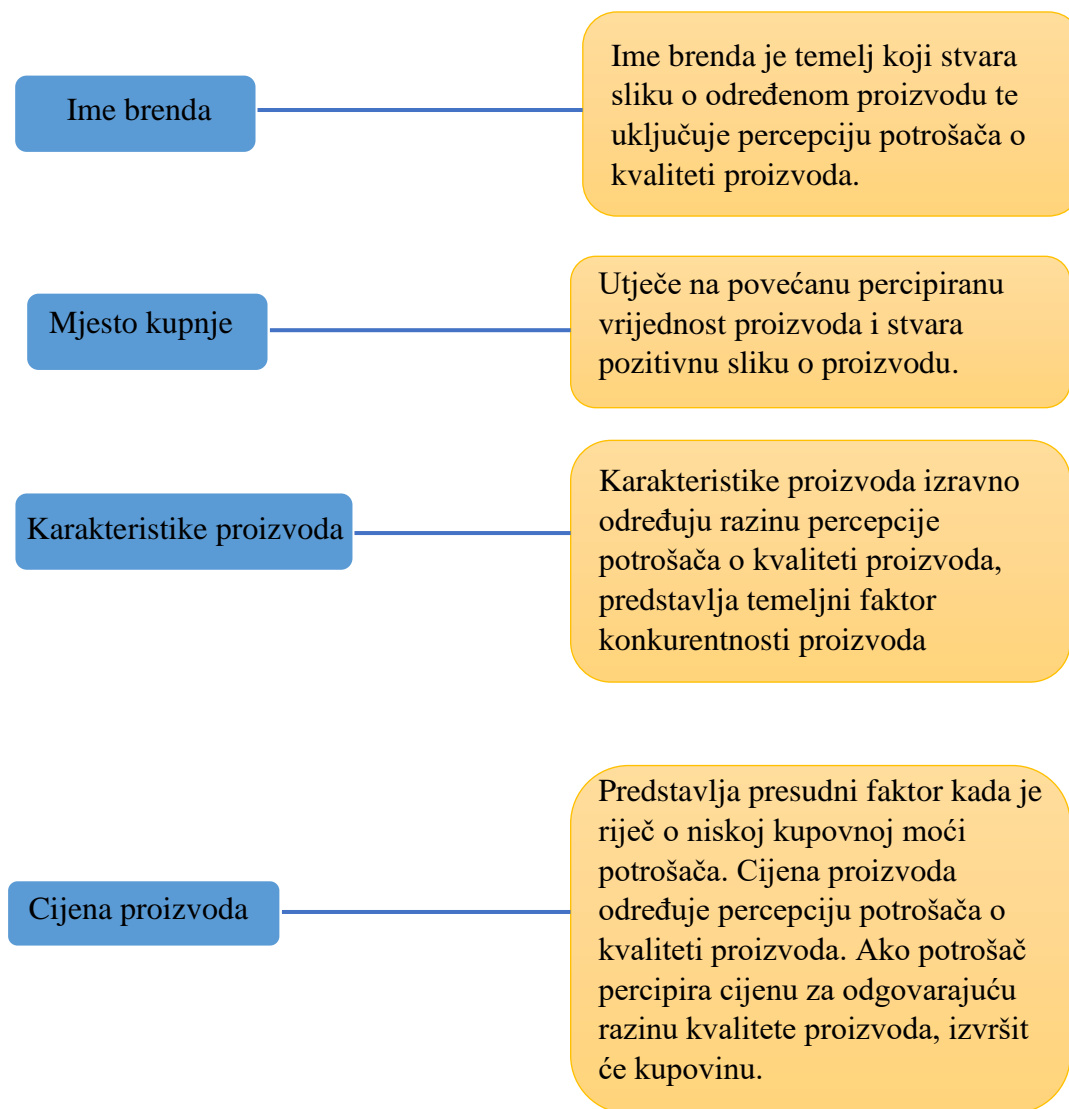 Ime brenda
Ime brenda je temelj koji stvara
sliku o određenom proizvodu te
uključuje percepciju potrošača o
kvaliteti proizvoda.
Mjesto kupnje
Utječe na povećanu percipiranu
vrijednost proizvoda i stvara
pozitivnu sliku o proizvodu.
Karakteristike proizvoda
Karakteristike proizvoda izravno
određuju razinu percepcije
potrošača o kvaliteti proizvoda,
predstavlja temeljni faktor
konkurentnosti proizvoda
Cijena proizvoda
Predstavlja presudni faktor kada je
riječ o niskoj kupovnoj moći
potrošača. Cijena proizvoda
određuje percepciju potrošača o
kvaliteti proizvoda. Ako potrošač
percipira cijenu za odgovarajuću
razinu kvalitete proizvoda, izvršit
će kupovinu.